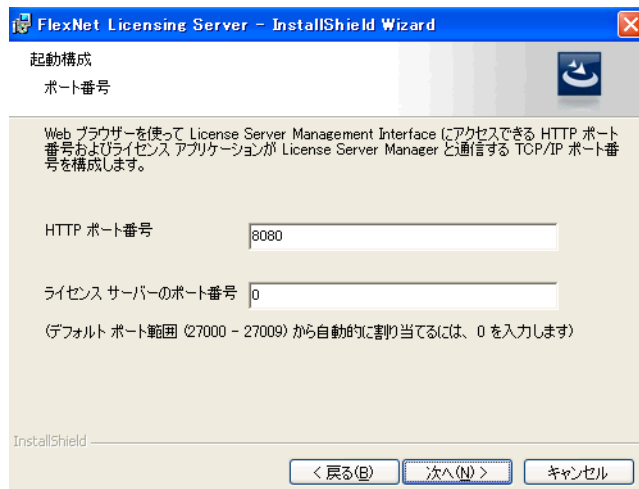 FlexNet Licensing Server - InstallShield Wizard
起動構成
ポート番号
Web ブラウザーを使って License Server Management Interface にアクセスできる HTTP ポート
番号およびライセンス アプリケーションが License Server Manager と通信する TCP/IP ポート番
号を構成します。
HTTP ポート番号
8080
ライセンス サーバーのポート番号
0
(デフォルト ポート範囲 (27000 - 27009) から自動的に割り当てるには、0 を入力します)
InstallShield
< 戻る(B)
次へ(N) >
キャンセル